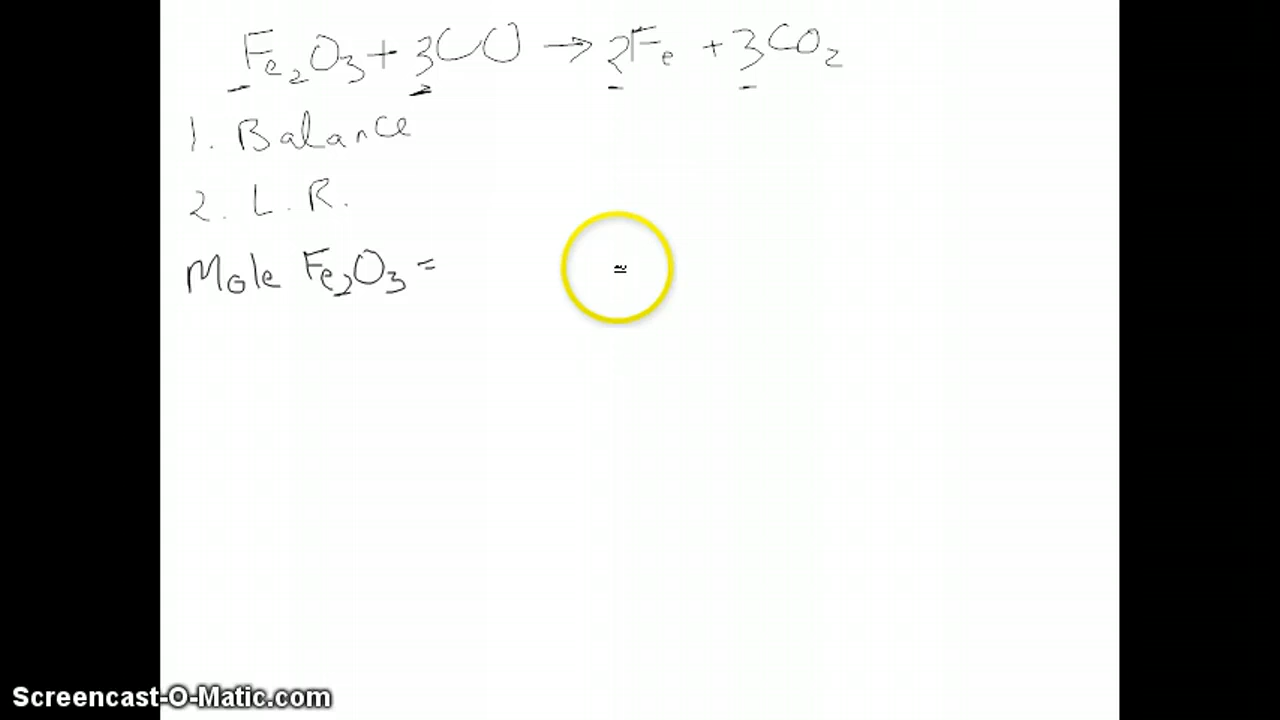 Fe₂O₃ + 3CO → 2Fe + 3CO₂
1. Balance
2. L.R.
Mole Fe₂O₃ =
Screencast-O-Matic.com